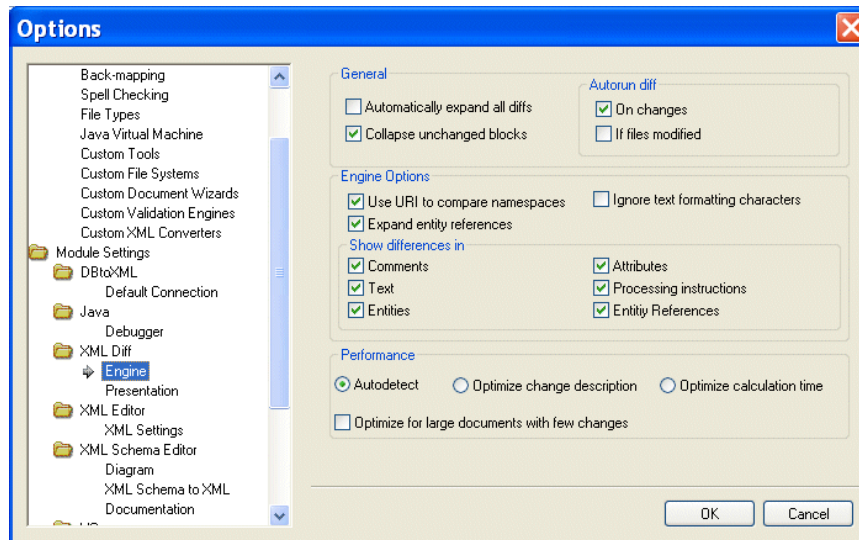 Options
Back-mapping
Spell Checking
File Types
Java Virtual Machine
Custom Tools
Custom File Systems
Custom Document Wizards
Custom Validation Engines
Custom XML Converters
Module Settings
DBtoXML
Default Connection
Java
Debugger
XML Diff
Engine
Presentation
XML Editor
XML Settings
XML Schema Editor
Diagram
XML Schema to XML
Documentation
General
Automatically expand all diffs
Collapse unchanged blocks
Autorun diff
On changes
If files modified
Engine Options
Use URI to compare namespaces
Ignore text formatting characters
Expand entity references
Show differences in
Comments
Attributes
Text
Processing instructions
Entities
Entitiy References
Performance
Autodetect
Optimize change description
Optimize calculation time
Optimize for large documents with few changes
OK
Cancel